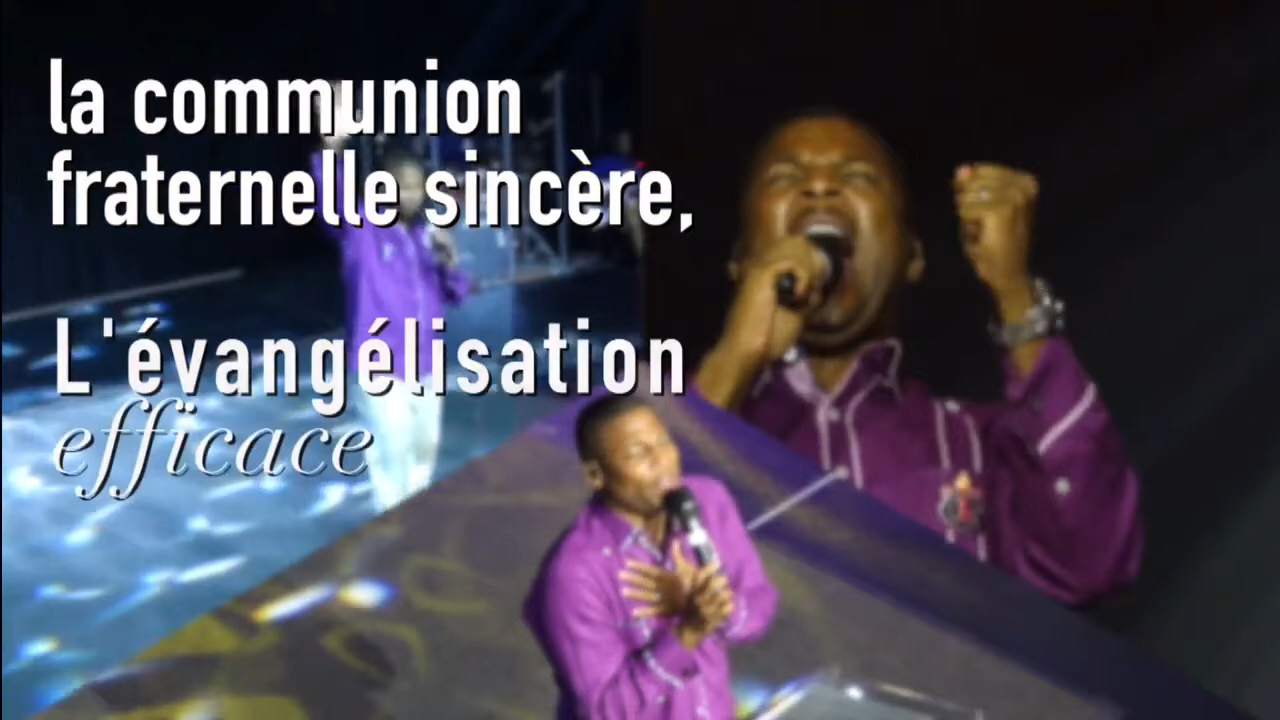 la communion
fraternelle sincère,
L'évangélisation
efficace